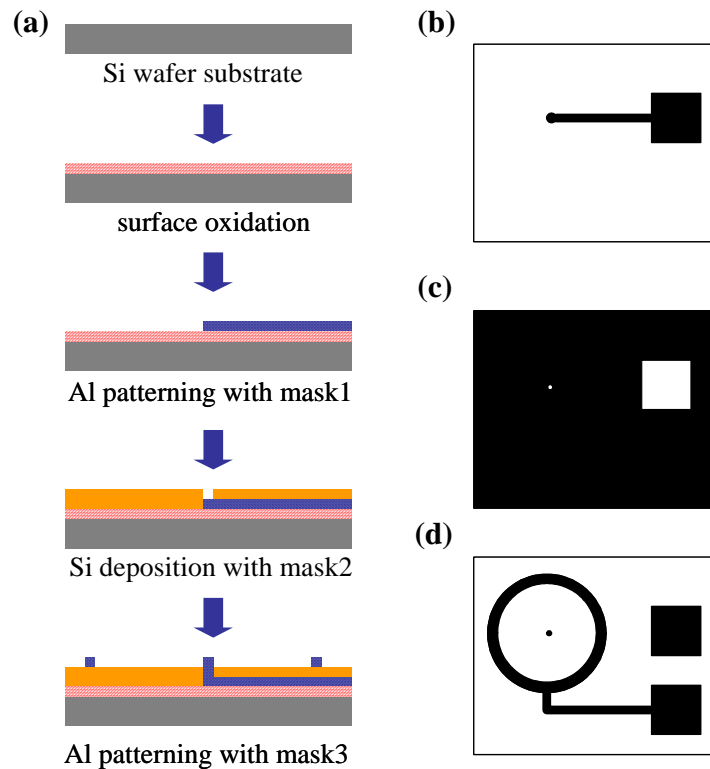 (a)
Si wafer substrate
surface oxidation
Al patterning with mask1
Si deposition with mask2
Al patterning with mask3
(b)
(c)
(d)